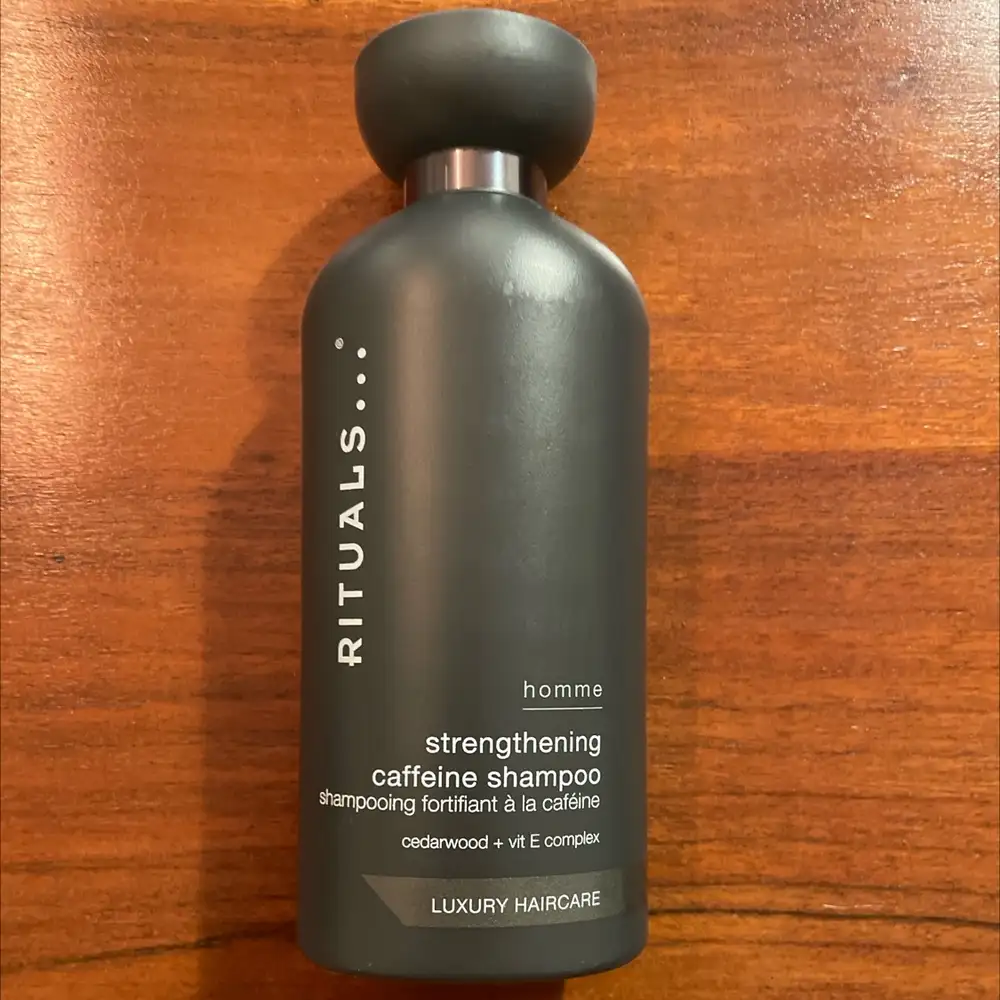 RITUALS....®
homme
strengthening
caffeine shampoo
shampooing fortifiant à la caféine
cedarwood + vit E complex
LUXURY HAIRCARE